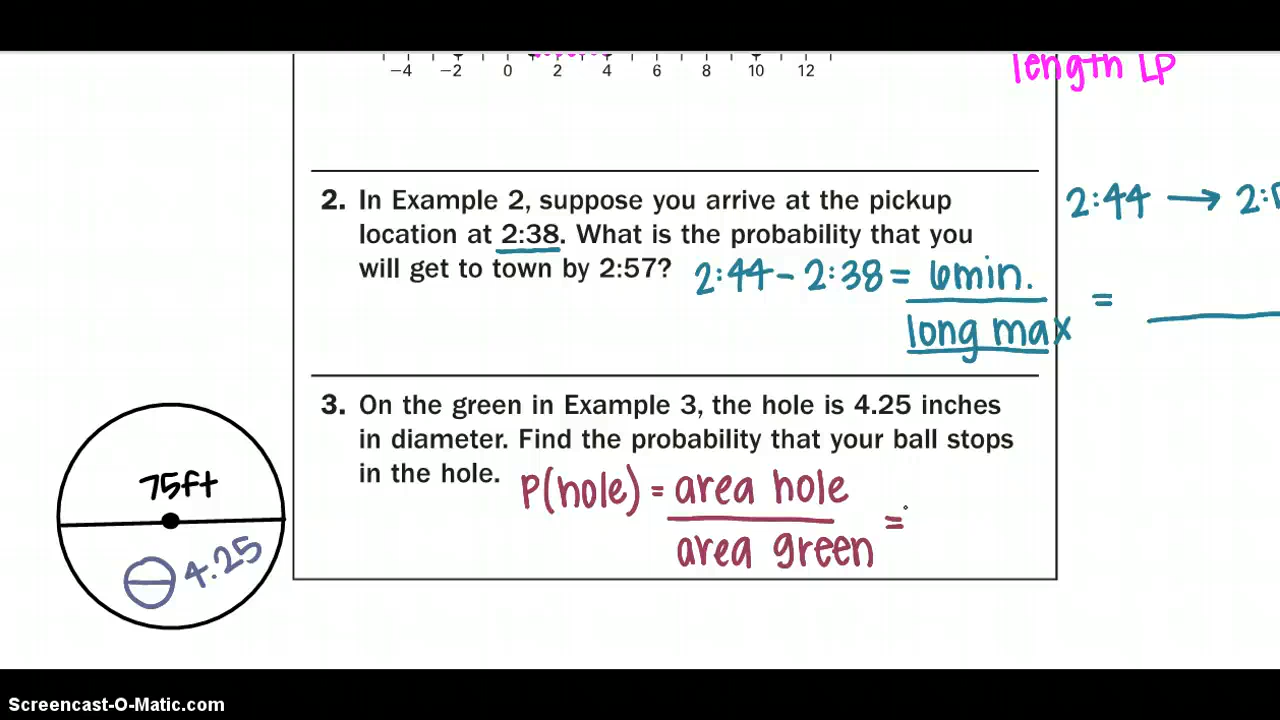 −4 −2 0 2 4 6 8 10 12
length LP
2. In Example 2, suppose you arrive at the pickup
location at 2:38. What is the probability that you
will get to town by 2:57?
2:44 - 2:38 = 6min.
long max
=
2:44 →
3. On the green in Example 3, the hole is 4.25 inches
in diameter. Find the probability that your ball stops
in the hole.
P(hole) = area hole
area green
=
75ft
4.25
Screencast-O-Matic.com